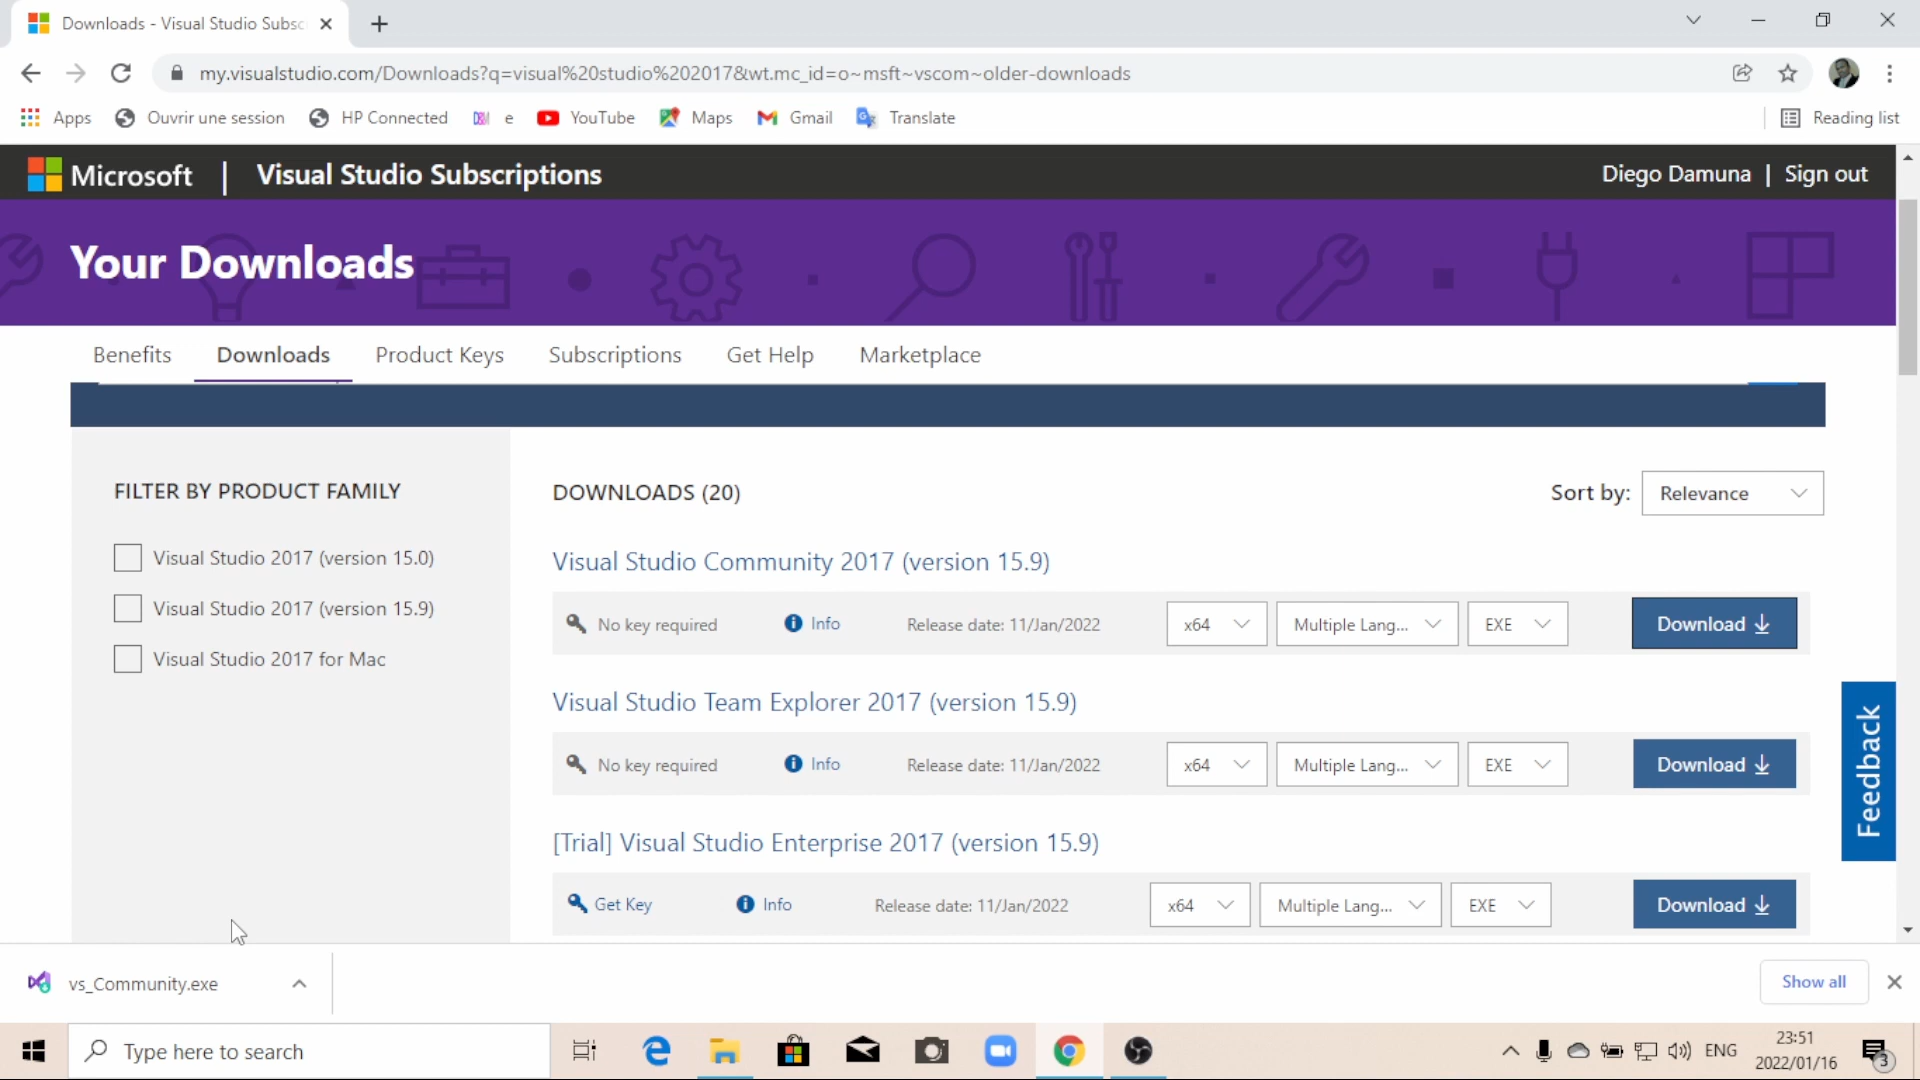 Downloads - Visual Studio Subsc
my.visualstudio.com/Downloads?q=visual%20studio%202017&wt.mc_id=o~msft~vscom~older-downloads
Apps Ouvrir une session HP Connected e YouTube Maps Gmail Translate Reading list
Microsoft | Visual Studio Subscriptions Diego Damuna | Sign out
Your Downloads
Benefits Downloads Product Keys Subscriptions Get Help Marketplace
FILTER BY PRODUCT FAMILY
Visual Studio 2017 (version 15.0)
Visual Studio 2017 (version 15.9)
Visual Studio 2017 for Mac
DOWNLOADS (20) Sort by: Relevance
Visual Studio Community 2017 (version 15.9)
No key required Info Release date: 11/Jan/2022 x64 Multiple Lang... EXE Download
Visual Studio Team Explorer 2017 (version 15.9)
No key required Info Release date: 11/Jan/2022 x64 Multiple Lang... EXE Download
[Trial] Visual Studio Enterprise 2017 (version 15.9)
Get Key Info Release date: 11/Jan/2022 x64 Multiple Lang... EXE Download
Feedback
vs_Community.exe Show all
Type here to search ENG 23:51
2022/01/16 3